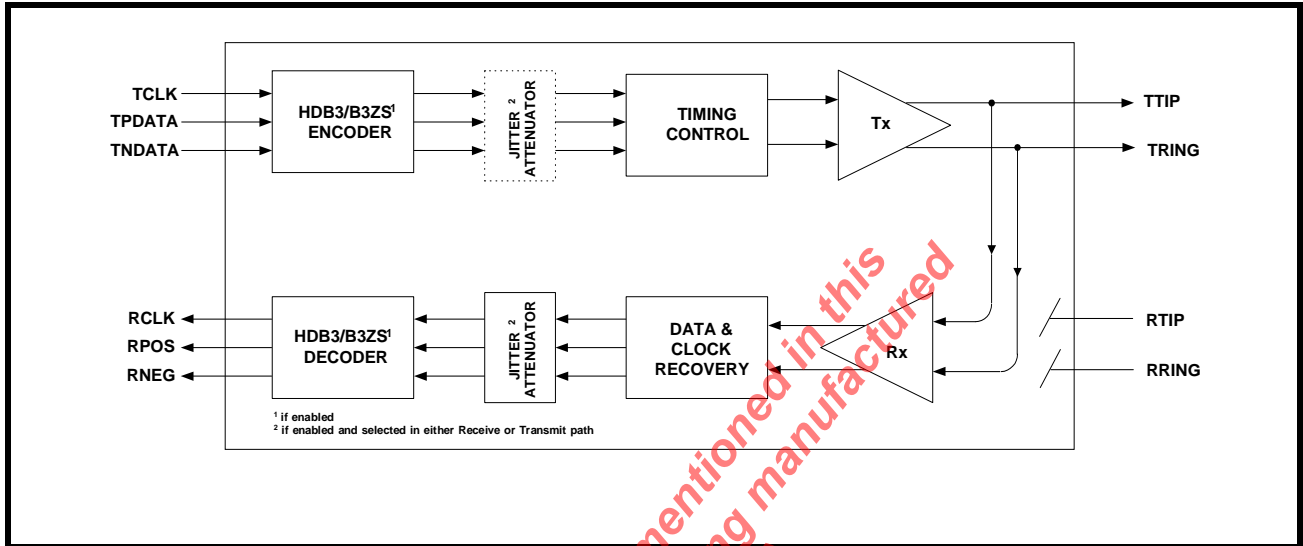 TCLK
TPDATA
TNDATA
HDB3/B3ZS¹
ENCODER
JITTER ²
ATTENUATOR
TIMING
CONTROL
Tx
TTIP
TRING
RCLK
RPOS
RNEG
HDB3/B3ZS¹
DECODER
JITTER ²
ATTENUATOR
DATA &
CLOCK
RECOVERY
Rx
RTIP
RRING
¹ if enabled
² if enabled and selected in either Receive or Transmit path
mentioned in this
manufactured